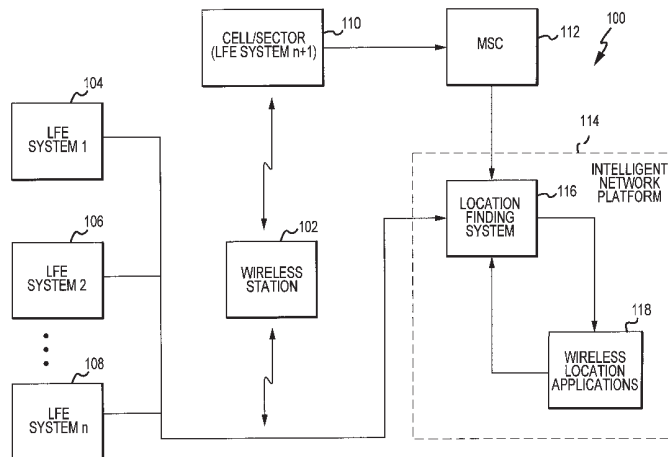 110
CELL/SECTOR
(LFE SYSTEM n+1)
MSC
112
100
104
LFE
SYSTEM 1
114
INTELLIGENT
NETWORK
PLATFORM
LOCATION
FINDING
SYSTEM
116
106
LFE
SYSTEM 2
102
WIRELESS
STATION
118
WIRELESS
LOCATION
APPLICATIONS
108
LFE
SYSTEM n